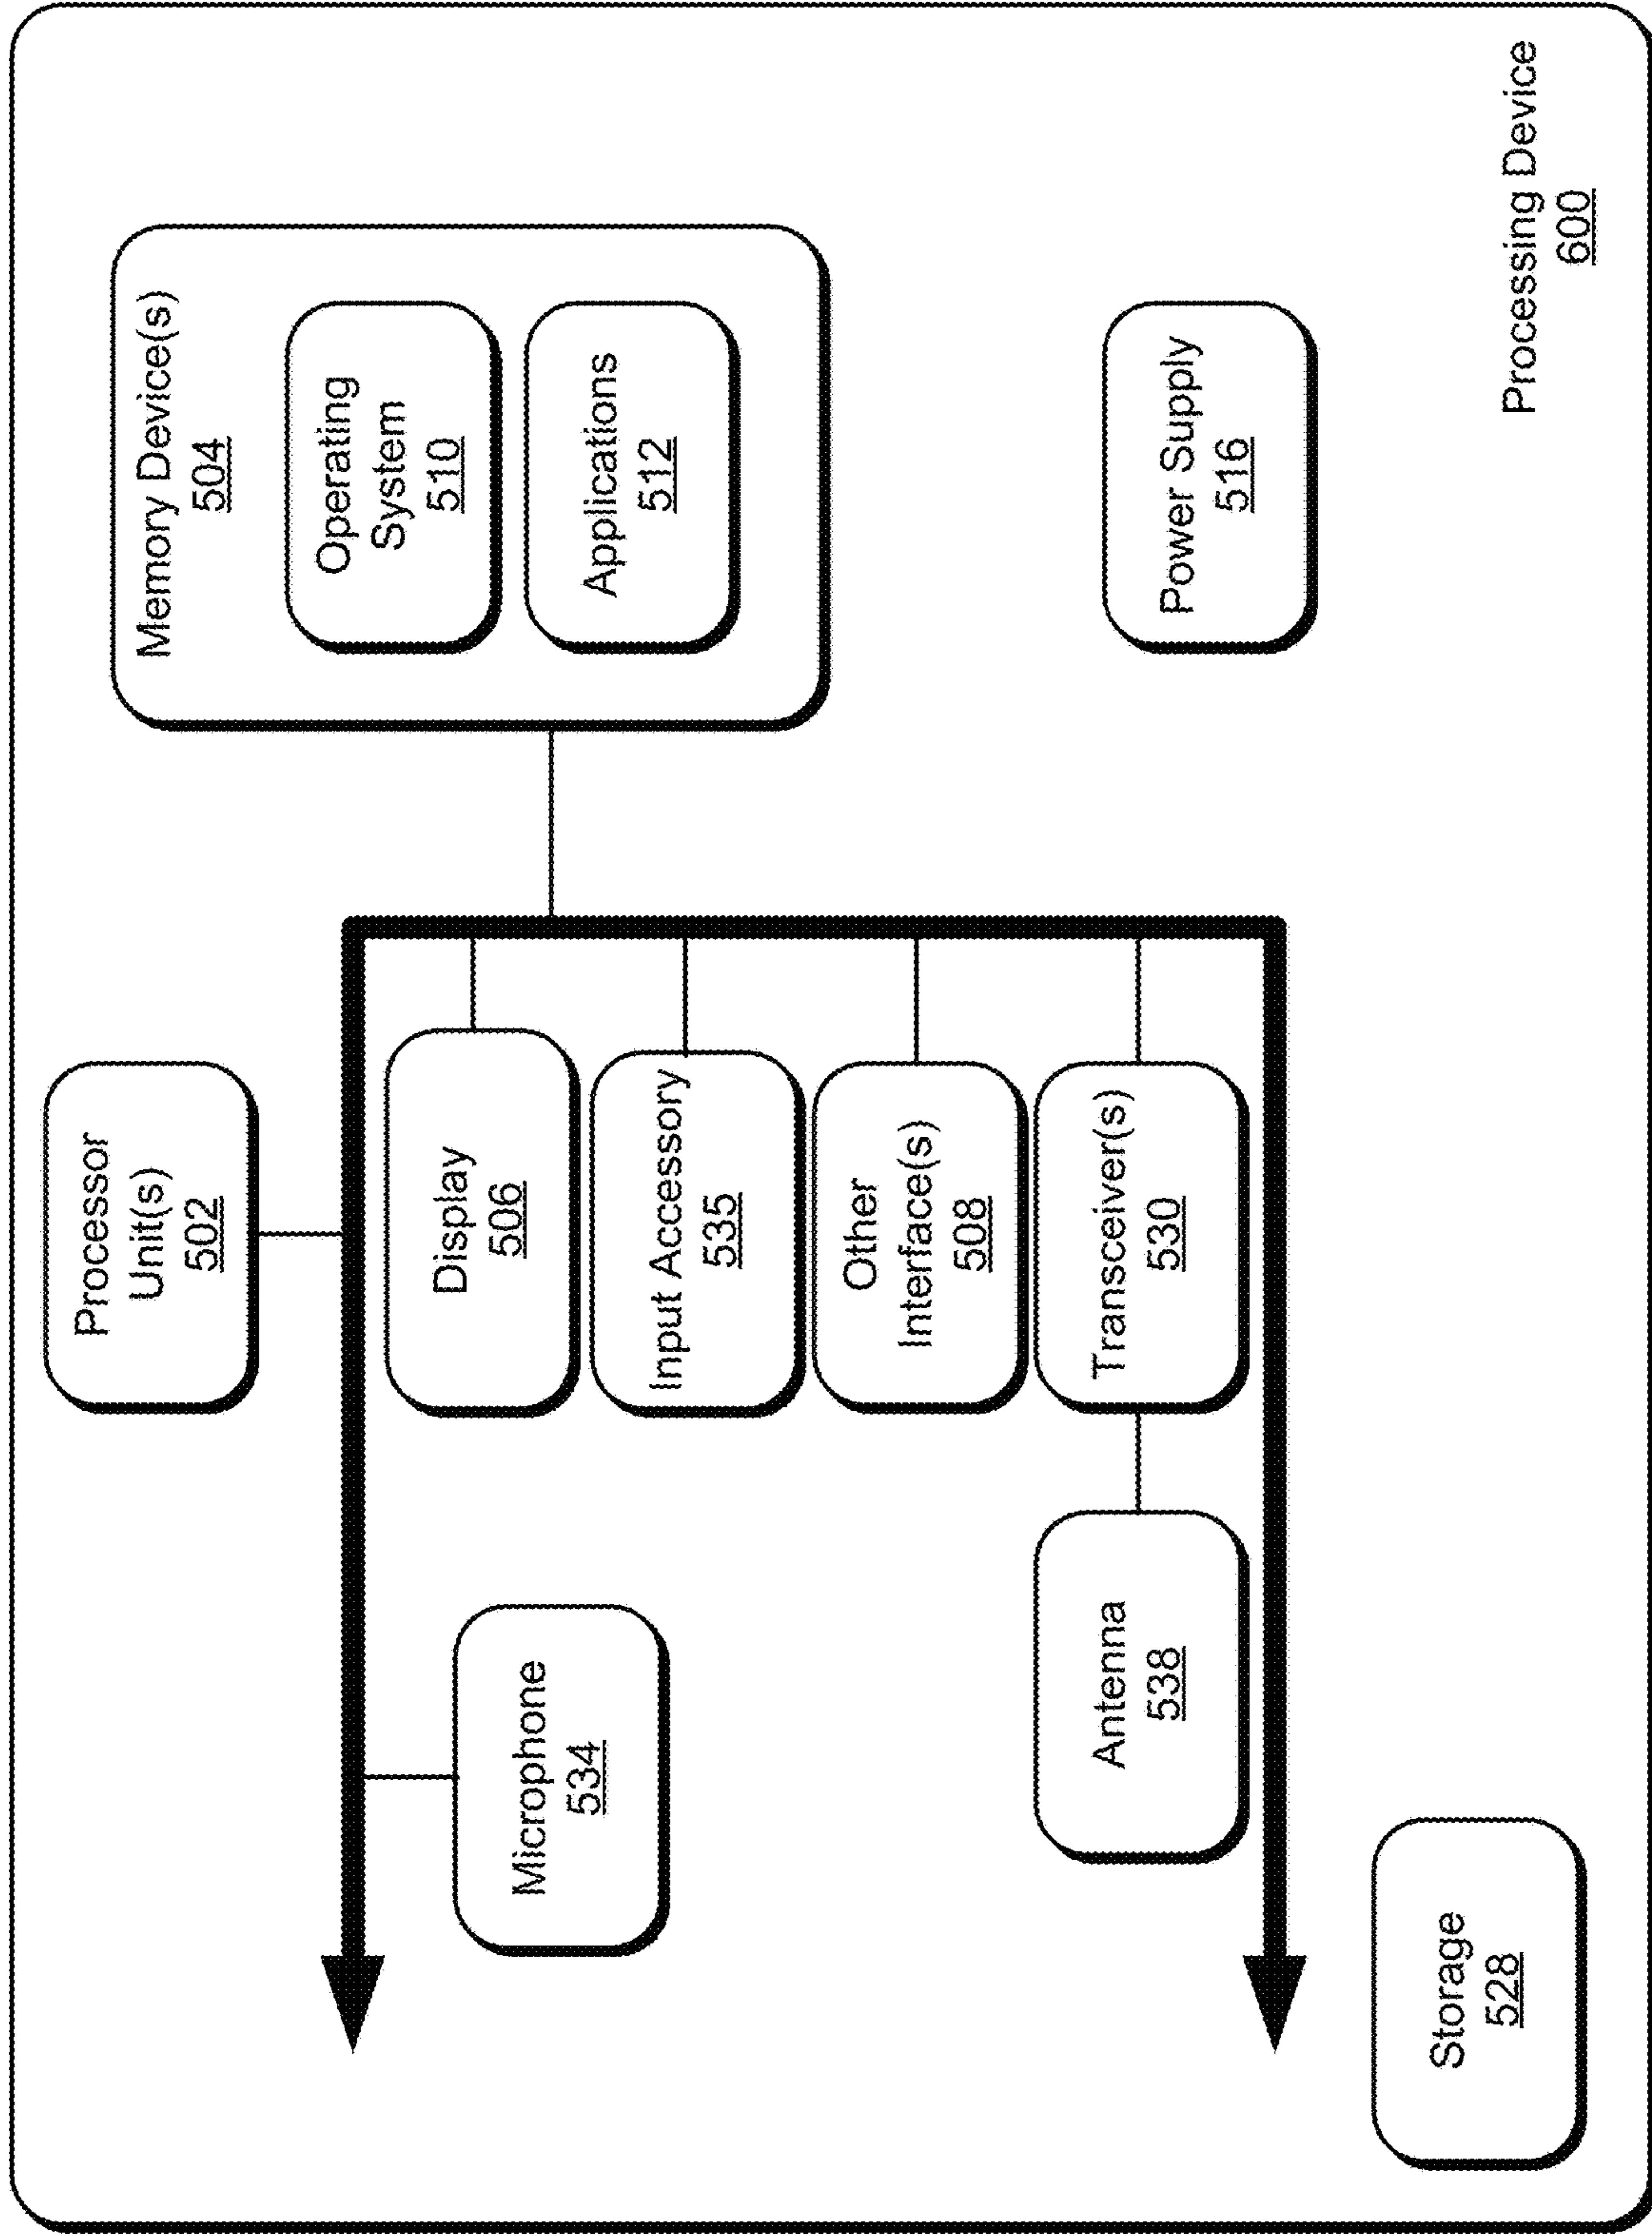 Processor
Unit(s)
502
Memory Device(s)
504
Operating
System
510
Applications
512
Display
506
Input Accessory
535
Other
Interface(s)
508
Transceiver(s)
530
Microphone
534
Antenna
538
Power Supply
516
Storage
528
Processing Device
600